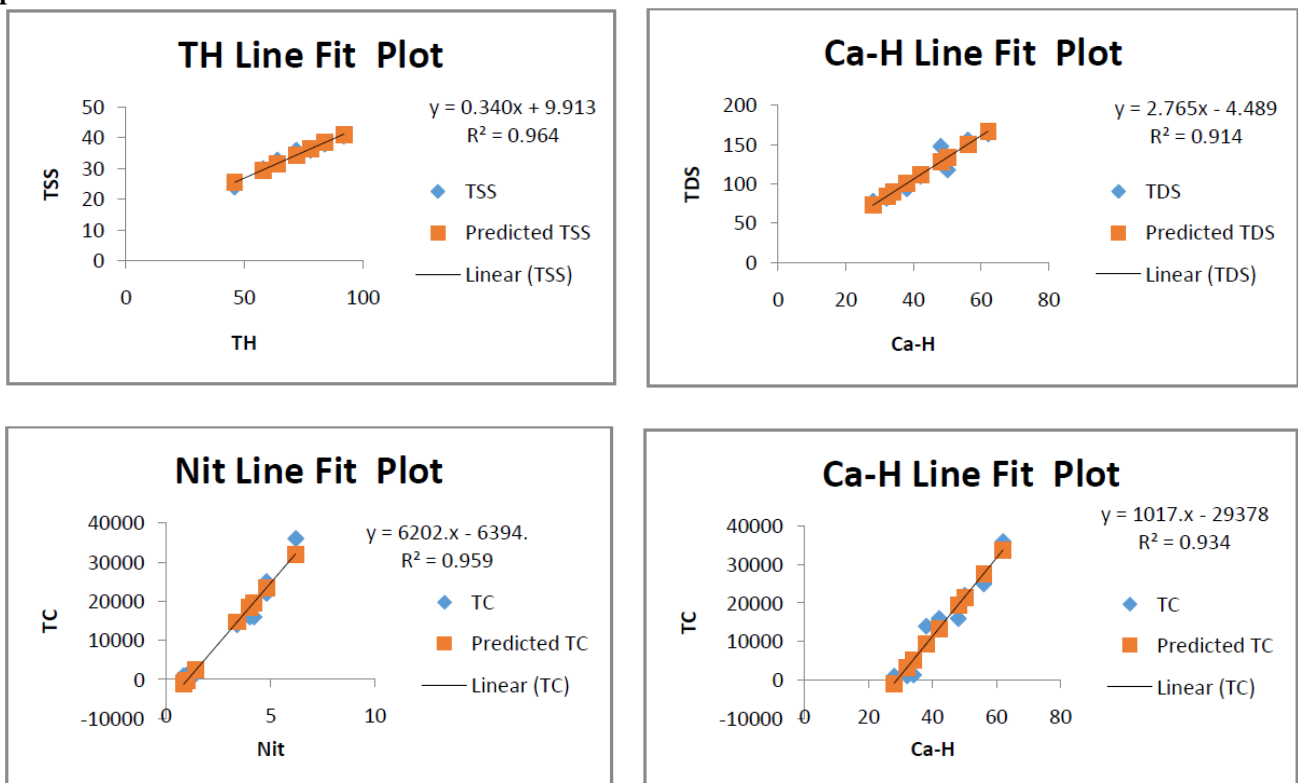 TH Line Fit Plot
y = 0.340x + 9.913
R² = 0.964
50
40
30
20
10
0
TSS
TSS
Predicted TSS
Linear (TSS)
0
50
100
TH
Ca-H Line Fit Plot
y = 2.765x - 4.489
R² = 0.914
200
150
100
50
0
TDS
TDS
Predicted TDS
Linear (TDS)
0
20
40
60
80
Ca-H
Nit Line Fit Plot
y = 6202.x - 6394.
R² = 0.959
40000
30000
20000
10000
0
-10000
TC
TC
Predicted TC
Linear (TC)
0
5
10
Nit
Ca-H Line Fit Plot
y = 1017.x - 29378
R² = 0.934
40000
30000
20000
10000
0
-10000
TC
TC
Predicted TC
Linear (TC)
0
20
40
60
80
Ca-H